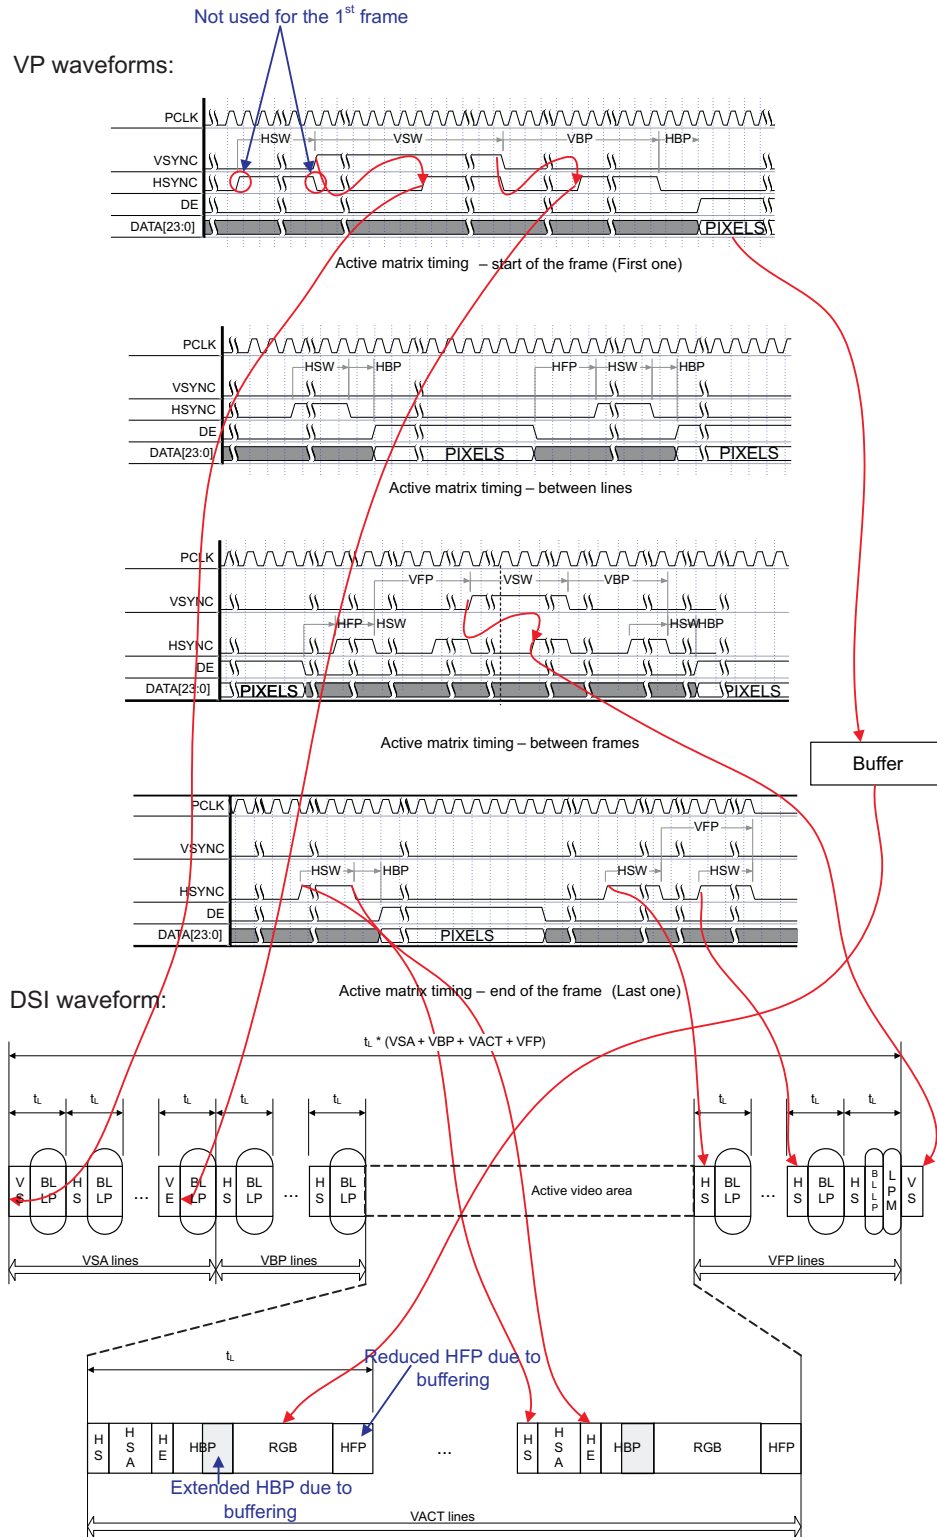 Not used for the 1st frame
VP waveforms:
PCLK
HSW VSW VBP HBP
VSYNC
HSYNC
DE
DATA[23:0] PIXELS
Active matrix timing – start of the frame (First one)
PCLK
HSW HBP HFP HSW HBP
VSYNC
HSYNC
DE
DATA[23:0] PIXELS PIXELS
Active matrix timing – between lines
PCLK
VFP VSW VBP
VSYNC
HFP HSW HSW HBP
HSYNC
DE
DATA[23:0] PIXELS PIXELS
Active matrix timing – between frames
Buffer
PCLK
VFP
VSYNC
HSW HBP HSW HSW
HSYNC
DE
DATA[23:0] PIXELS
Active matrix timing – end of the frame (Last one)
DSI waveform:
tL * (VSA + VBP + VACT + VFP)
tL tL tL tL tL tL tL tL
VS BLLP HS BLLP ... VE BLLP HS BLLP ... HS BLLP Active video area HS BLLP ... HS BLLP HS BLLP LPM VS
VSA lines VBP lines VFP lines
tL
Reduced HFP due to
buffering
HS HSA HE HBP RGB HFP ... HS HSA HE HBP RGB HFP
Extended HBP due to
buffering
VACT lines